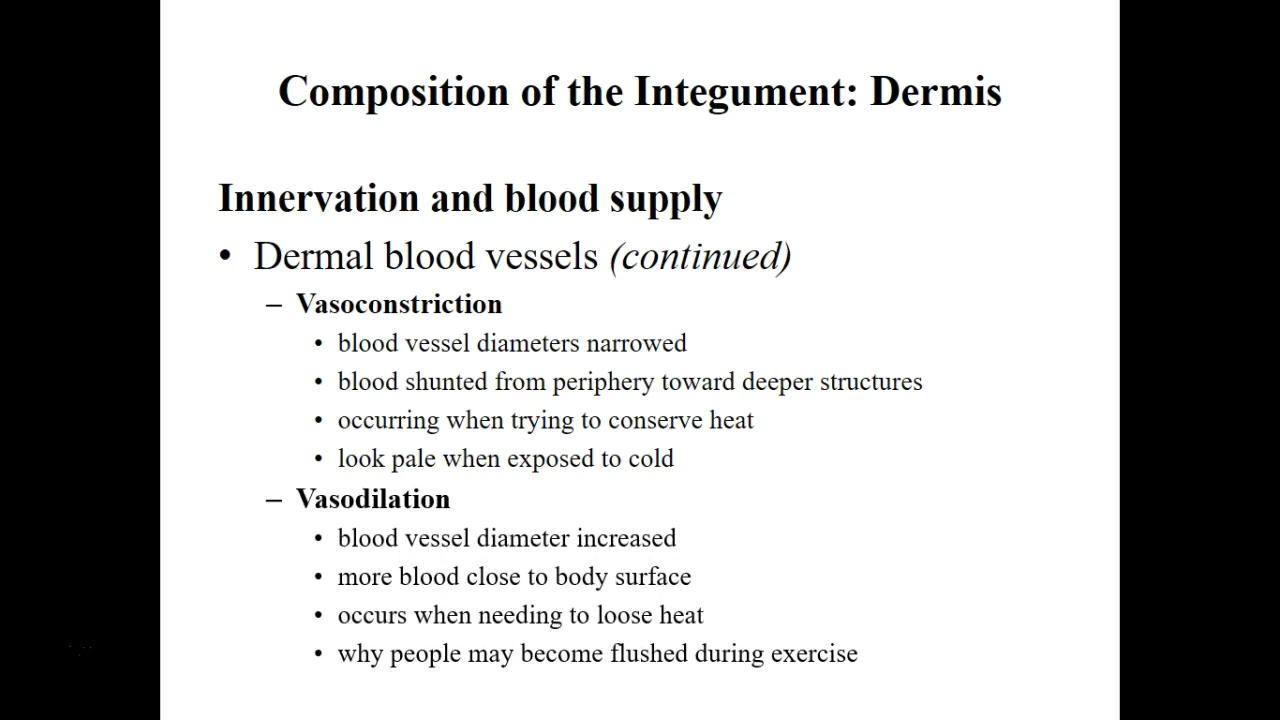 Composition of the Integument: Dermis
Innervation and blood supply
• Dermal blood vessels (continued)
– Vasoconstriction
• blood vessel diameters narrowed
• blood shunted from periphery toward deeper structures
• occurring when trying to conserve heat
• look pale when exposed to cold
– Vasodilation
• blood vessel diameter increased
• more blood close to body surface
• occurs when needing to loose heat
• why people may become flushed during exercise